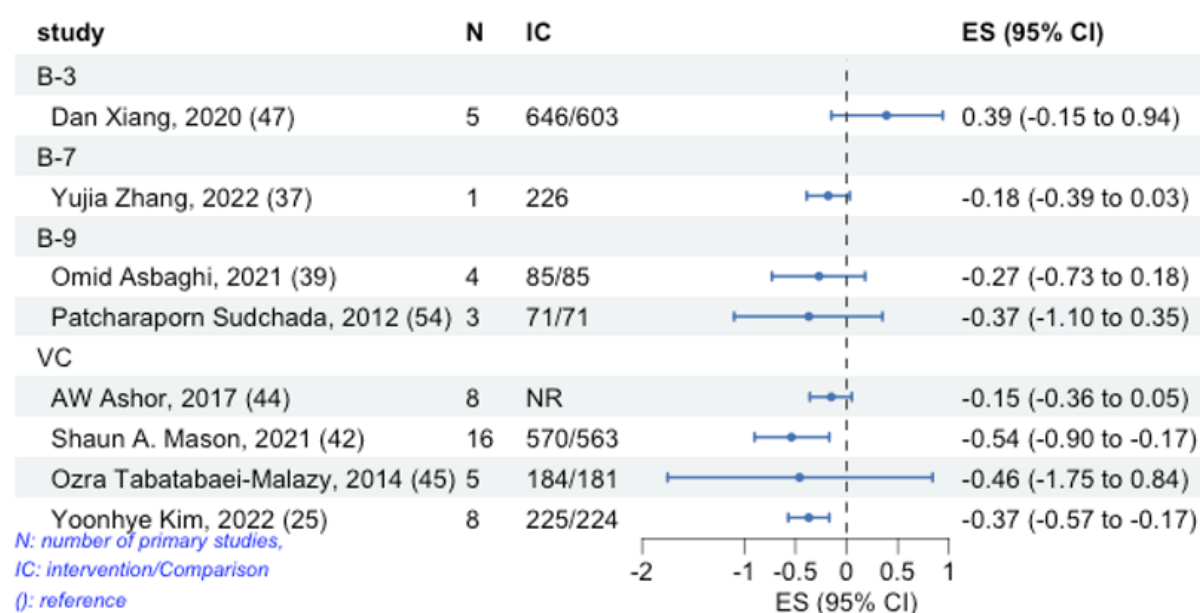 study N IC ES (95% CI)
B-3
Dan Xiang, 2020 (47) 5 646/603 0.39 (-0.15 to 0.94)
B-7
Yujia Zhang, 2022 (37) 1 226 -0.18 (-0.39 to 0.03)
B-9
Omid Asbaghi, 2021 (39) 4 85/85 -0.27 (-0.73 to 0.18)
Patcharaporn Sudchada, 2012 (54) 3 71/71 -0.37 (-1.10 to 0.35)
VC
AW Ashor, 2017 (44) 8 NR -0.15 (-0.36 to 0.05)
Shaun A. Mason, 2021 (42) 16 570/563 -0.54 (-0.90 to -0.17)
Ozra Tabatabaei-Malazy, 2014 (45) 5 184/181 -0.46 (-1.75 to 0.84)
Yoonhye Kim, 2022 (25) 8 225/224 -0.37 (-0.57 to -0.17)
N: number of primary studies,
IC: intervention/Comparison
(): reference
-2 -1 -0.5 0 0.5 1
ES (95% CI)